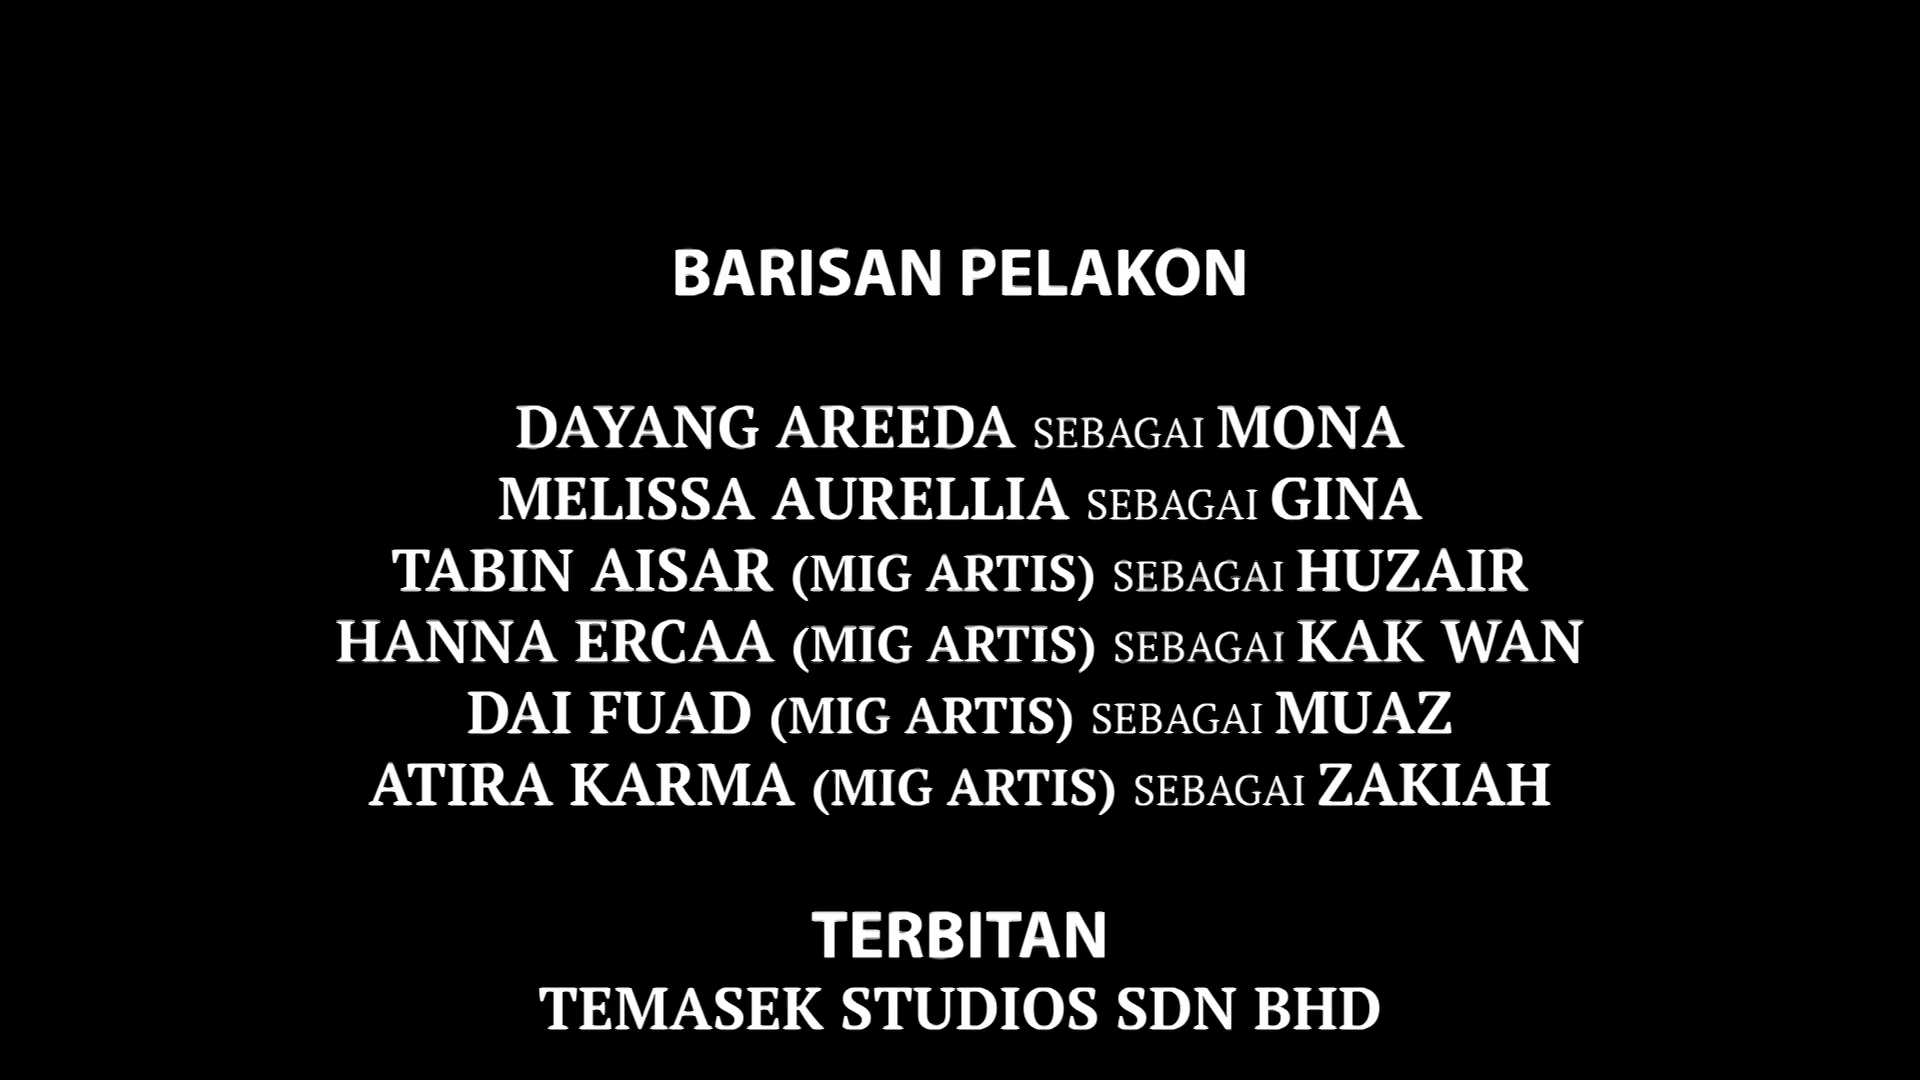 BARISAN PELAKON
DAYANG AREEDA SEBAGAI MONA
MELISSA AURELLIA SEBAGAI GINA
TABIN AISAR (MIG ARTIS) SEBAGAI HUZAIR
HANNA ERCAA (MIG ARTIS) SEBAGAI KAK WAN
DAI FUAD (MIG ARTIS) SEBAGAI MUAZ
ATIRA KARMA (MIG ARTIS) SEBAGAI ZAKIAH
TERBITAN
TEMASEK STUDIOS SDN BHD